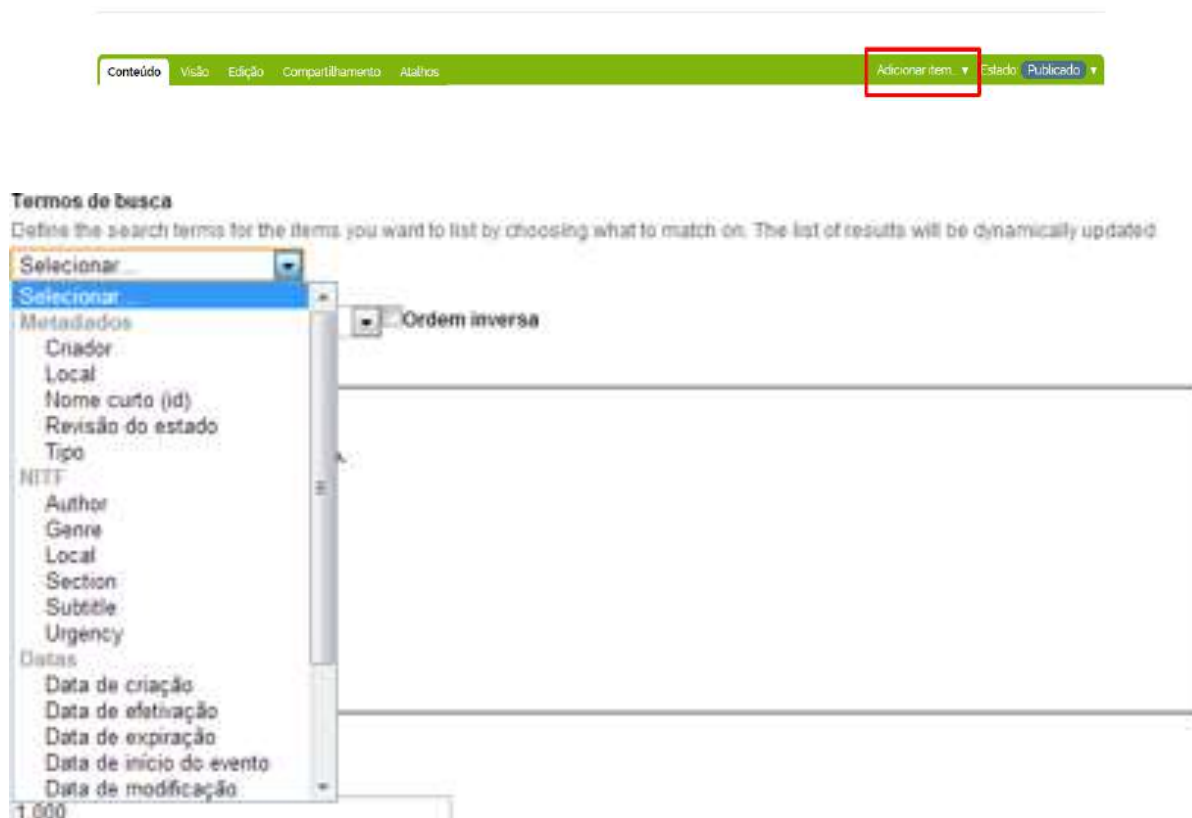 Conteúdo Visão Edição Compartilhamento Atalhos Adicionar item... ▼ Estado: Publicado ▼
Termos de busca
Define the search terms for the items you want to list by choosing what to match on. The list of results will be dynamically updated.
Selecionar ...
Selecionar ...
Metadados
Ordem inversa
Criador
Local
Nome curto (id)
Revisão do estado
Tipo
NITF
Author
Genre
Local
Section
Subtitle
Urgency
Datas
Data de criação
Data de efetivação
Data de expiração
Data de início do evento
Data de modificação
1.000